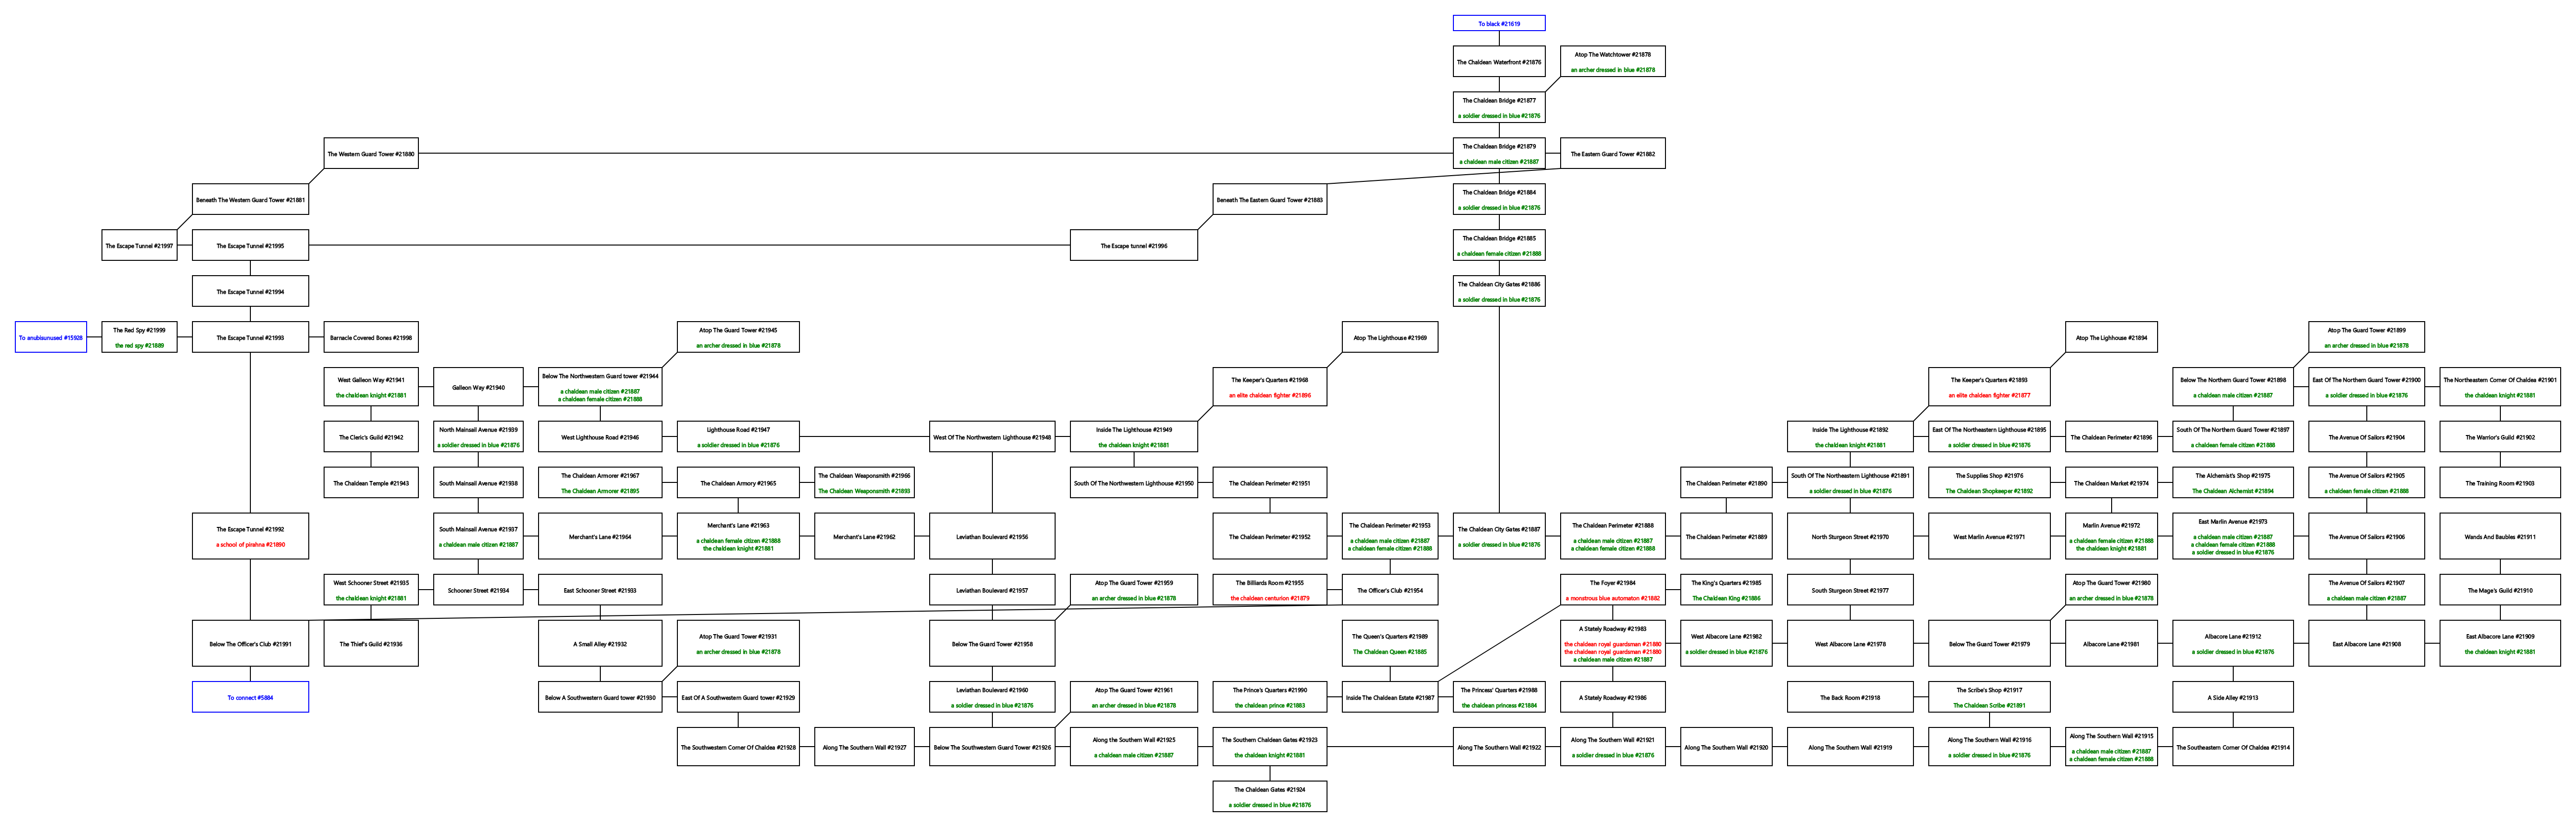 To black #21619
The Chaldean Waterfront #21876
Atop The Watchtower #21878
an archer dressed in blue #21878
The Chaldean Bridge #21877
a soldier dressed in blue #21876
The Western Guard Tower #21880
The Chaldean Bridge #21879
a chaldean male citizen #21887
The Eastern Guard Tower #21882
Beneath The Western Guard Tower #21881
Beneath The Eastern Guard Tower #21883
The Chaldean Bridge #21884
a soldier dressed in blue #21876
The Escape Tunnel #21997
The Escape Tunnel #21995
The Escape tunnel #21996
The Chaldean Bridge #21885
a chaldean female citizen #21888
The Escape Tunnel #21994
The Chaldean City Gates #21886
a soldier dressed in blue #21876
To anubisunused #15928
The Red Spy #21999
the red spy #21889
The Escape Tunnel #21993
Barnacle Covered Bones #21998
Atop The Guard Tower #21945
an archer dressed in blue #21878
Atop The Lighthouse #21969
Atop The Lighhouse #21894
Atop The Guard Tower #21899
an archer dressed in blue #21878
West Galleon Way #21941
the chaldean knight #21881
Galleon Way #21940
Below The Northwestern Guard tower #21944
a chaldean male citizen #21887
a chaldean female citizen #21888
The Keeper's Quarters #21968
an elite chaldean fighter #21896
The Keeper's Quarters #21893
an elite chaldean fighter #21877
Below The Northern Guard Tower #21898
a chaldean male citizen #21887
East Of The Northern Guard Tower #21900
a soldier dressed in blue #21876
The Northeastern Corner Of Chaldea #21901
the chaldean knight #21881
The Cleric's Guild #21942
North Mainsail Avenue #21939
a soldier dressed in blue #21876
West Lighthouse Road #21946
Lighthouse Road #21947
a soldier dressed in blue #21876
West Of The Northwestern Lighthouse #21948
Inside The Lighthouse #21949
the chaldean knight #21881
Inside The Lighthouse #21892
the chaldean knight #21881
East Of The Northeastern Lighthouse #21895
a soldier dressed in blue #21876
The Chaldean Perimeter #21896
South Of The Northern Guard Tower #21897
a chaldean female citizen #21888
The Avenue Of Sailors #21904
The Warrior's Guild #21902
The Chaldean Temple #21943
South Mainsail Avenue #21938
The Chaldean Armorer #21967
The Chaldean Armorer #21895
The Chaldean Armory #21965
The Chaldean Weaponsmith #21966
The Chaldean Weaponsmith #21893
South Of The Northwestern Lighthouse #21950
The Chaldean Perimeter #21951
The Chaldean Perimeter #21890
South Of The Northeastern Lighthouse #21891
a soldier dressed in blue #21876
The Supplies Shop #21976
The Chaldean Shopkeeper #21892
The Chaldean Market #21974
The Alchemist's Shop #21975
The Chaldean Alchemist #21894
The Avenue Of Sailors #21905
a chaldean female citizen #21888
The Training Room #21903
The Escape Tunnel #21992
a school of pirahna #21890
South Mainsail Avenue #21937
a chaldean male citizen #21887
Merchant's Lane #21964
Merchant's Lane #21963
a chaldean female citizen #21888
the chaldean knight #21881
Merchant's Lane #21962
Leviathan Boulevard #21956
The Chaldean Perimeter #21952
The Chaldean Perimeter #21953
a chaldean male citizen #21887
a chaldean female citizen #21888
The Chaldean City Gates #21887
a soldier dressed in blue #21876
The Chaldean Perimeter #21888
a chaldean male citizen #21887
a chaldean female citizen #21888
The Chaldean Perimeter #21889
North Sturgeon Street #21970
West Marlin Avenue #21971
Marlin Avenue #21972
a chaldean female citizen #21888
the chaldean knight #21881
East Marlin Avenue #21973
a chaldean male citizen #21887
a chaldean female citizen #21888
a soldier dressed in blue #21876
The Avenue Of Sailors #21906
Wands And Baubles #21911
West Schooner Street #21935
the chaldean knight #21881
Schooner Street #21934
East Schooner Street #21933
Leviathan Boulevard #21957
Atop The Guard Tower #21959
an archer dressed in blue #21878
The Billiards Room #21955
the chaldean centurion #21879
The Officer's Club #21954
The Foyer #21984
a monstrous blue automaton #21882
The King's Quarters #21985
The Chaldean King #21886
South Sturgeon Street #21977
Atop The Guard Tower #21980
an archer dressed in blue #21878
The Avenue Of Sailors #21907
a chaldean male citizen #21887
The Mage's Guild #21910
Below The Officer's Club #21991
The Thief's Guild #21936
A Small Alley #21932
Atop The Guard Tower #21931
an archer dressed in blue #21878
Below The Guard Tower #21958
The Queen's Quarters #21989
The Chaldean Queen #21885
A Stately Roadway #21983
the chaldean royal guardsman #21880
the chaldean royal guardsman #21880
a chaldean male citizen #21887
West Albacore Lane #21982
a soldier dressed in blue #21876
West Albacore Lane #21978
Below The Guard Tower #21979
Albacore Lane #21981
Albacore Lane #21912
a soldier dressed in blue #21876
East Albacore Lane #21908
East Albacore Lane #21909
the chaldean knight #21881
To connect #5884
Below A Southwestern Guard tower #21930
East Of A Southwestern Guard tower #21929
Leviathan Boulevard #21960
a soldier dressed in blue #21876
Atop The Guard Tower #21961
an archer dressed in blue #21878
The Prince's Quarters #21990
the chaldean prince #21883
Inside The Chaldean Estate #21987
The Princess' Quarters #21988
the chaldean princess #21884
A Stately Roadway #21986
The Back Room #21918
The Scribe's Shop #21917
The Chaldean Scribe #21891
A Side Alley #21913
The Southwestern Corner Of Chaldea #21928
Along The Southern Wall #21927
Below The Southwestern Guard Tower #21926
Along the Southern Wall #21925
a chaldean male citizen #21887
The Southern Chaldean Gates #21923
the chaldean knight #21881
Along The Southern Wall #21922
Along The Southern Wall #21921
a soldier dressed in blue #21876
Along The Southern Wall #21920
Along The Southern Wall #21919
Along The Southern Wall #21916
a soldier dressed in blue #21876
Along The Southern Wall #21915
a chaldean male citizen #21887
a chaldean female citizen #21888
The Southeastern Corner Of Chaldea #21914
The Chaldean Gates #21924
a soldier dressed in blue #21876